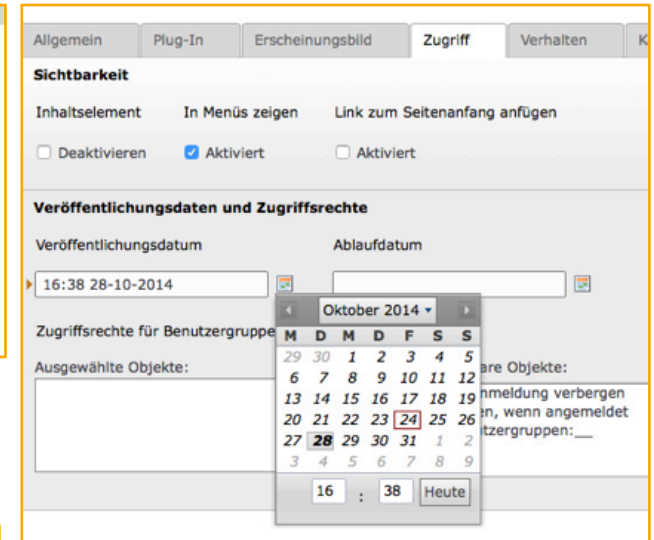 Allgemein Plug-In Erscheinungsbild Zugriff Verhalten
Sichtbarkeit
Inhaltselement In Menüs zeigen Link zum Seitenanfang anfügen
Deaktivieren Aktiviert Aktiviert
Veröffentlichungsdaten und Zugriffsrechte
Veröffentlichungsdatum Ablaufdatum
16:38 28-10-2014
Oktober 2014
Zugriffsrechte für Benutzergruppe
M D M D F S S
29 30 1 2 3 4 5
Ausgewählte Objekte: are Objekte:
6 7 8 9 10 11 12
nmeldung verbergen
13 14 15 16 17 18 19
en, wenn angemeldet
20 21 22 23 24 25 26
tzergruppen:__
27 28 29 30 31 1 2
3 4 5 6 7 8 9
16 : 38 Heute